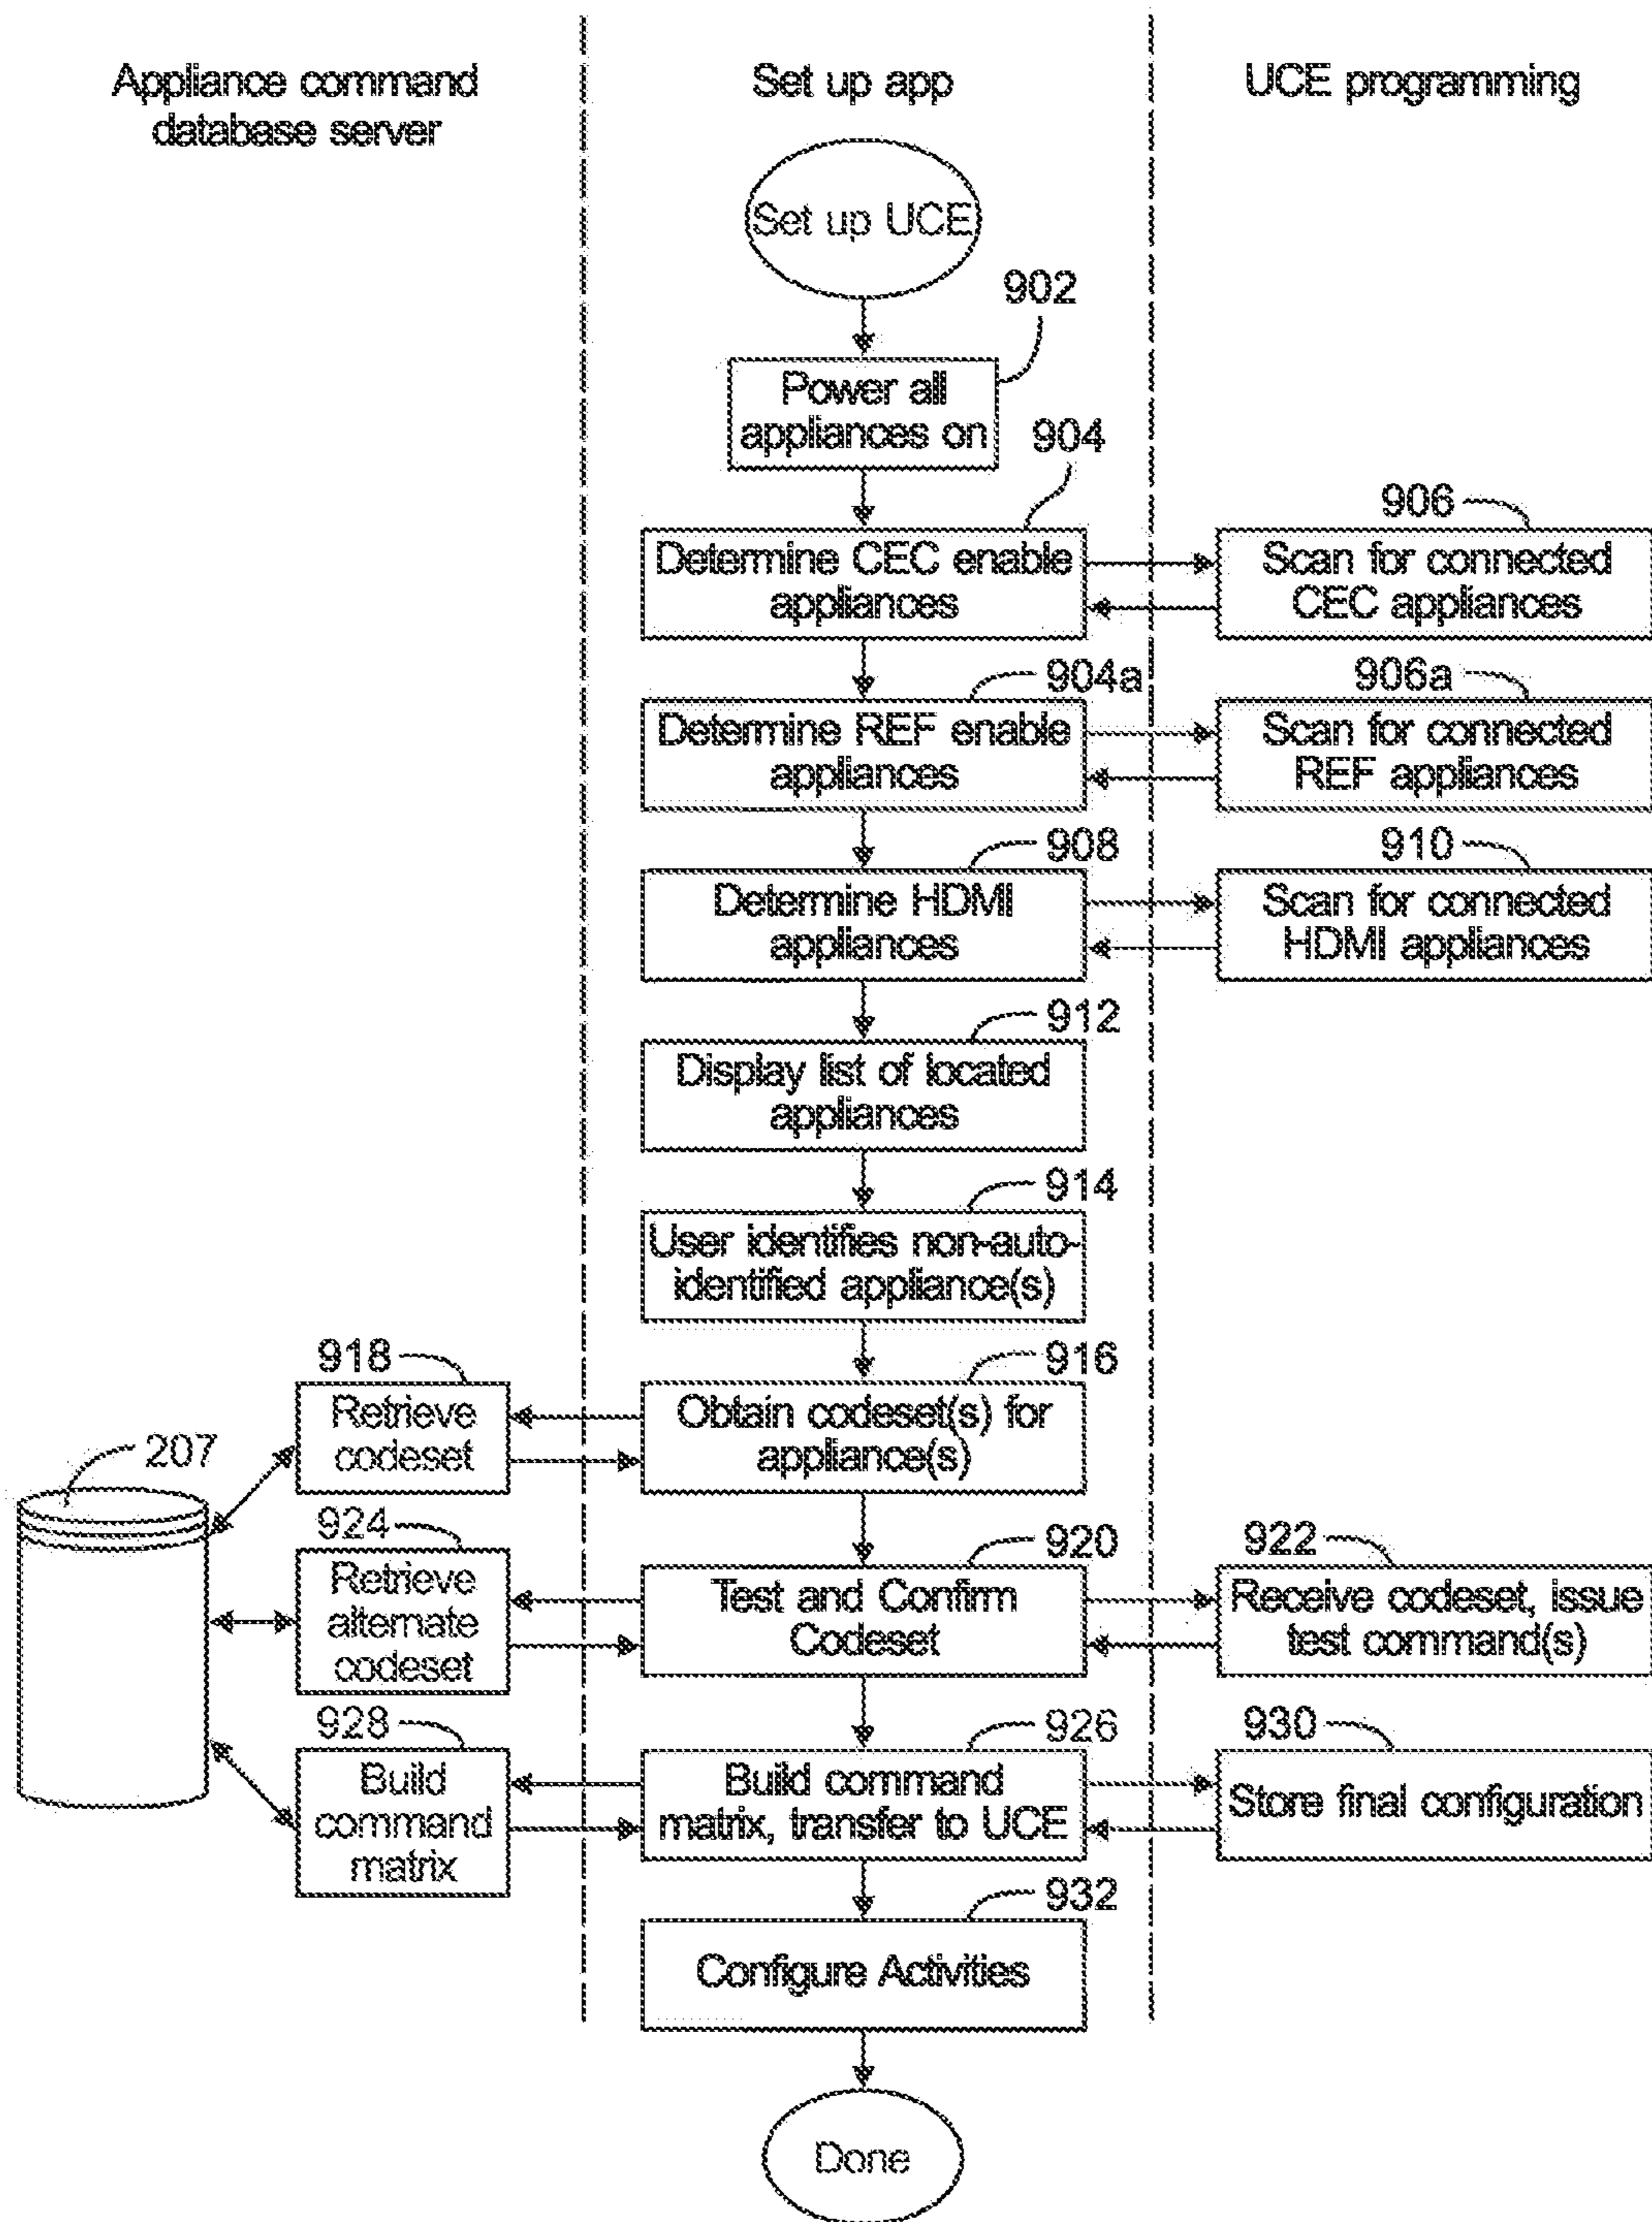 Appliance command
database server
Set up app
UCE programming
Set up UCE
902
Power all
appliances on
904
Determine CEC enable
appliances
906
Scan for connected
CEC appliances
904a
Determine REF enable
appliances
906a
Scan for connected
REF appliances
908
Determine HDMI
appliances
910
Scan for connected
HDMI appliances
912
Display list of located
appliances
914
User identifies non-auto-
identified appliance(s)
918
Retrieve
codeset
916
Obtain codeset(s) for
appliance(s)
207
924
Retrieve
alternate
codeset
920
Test and Confirm
Codeset
922
Receive codeset, issue
test command(s)
928
Build
command
matrix
926
Build command
matrix, transfer to UCE
930
Store final configuration
932
Configure Activities
Done